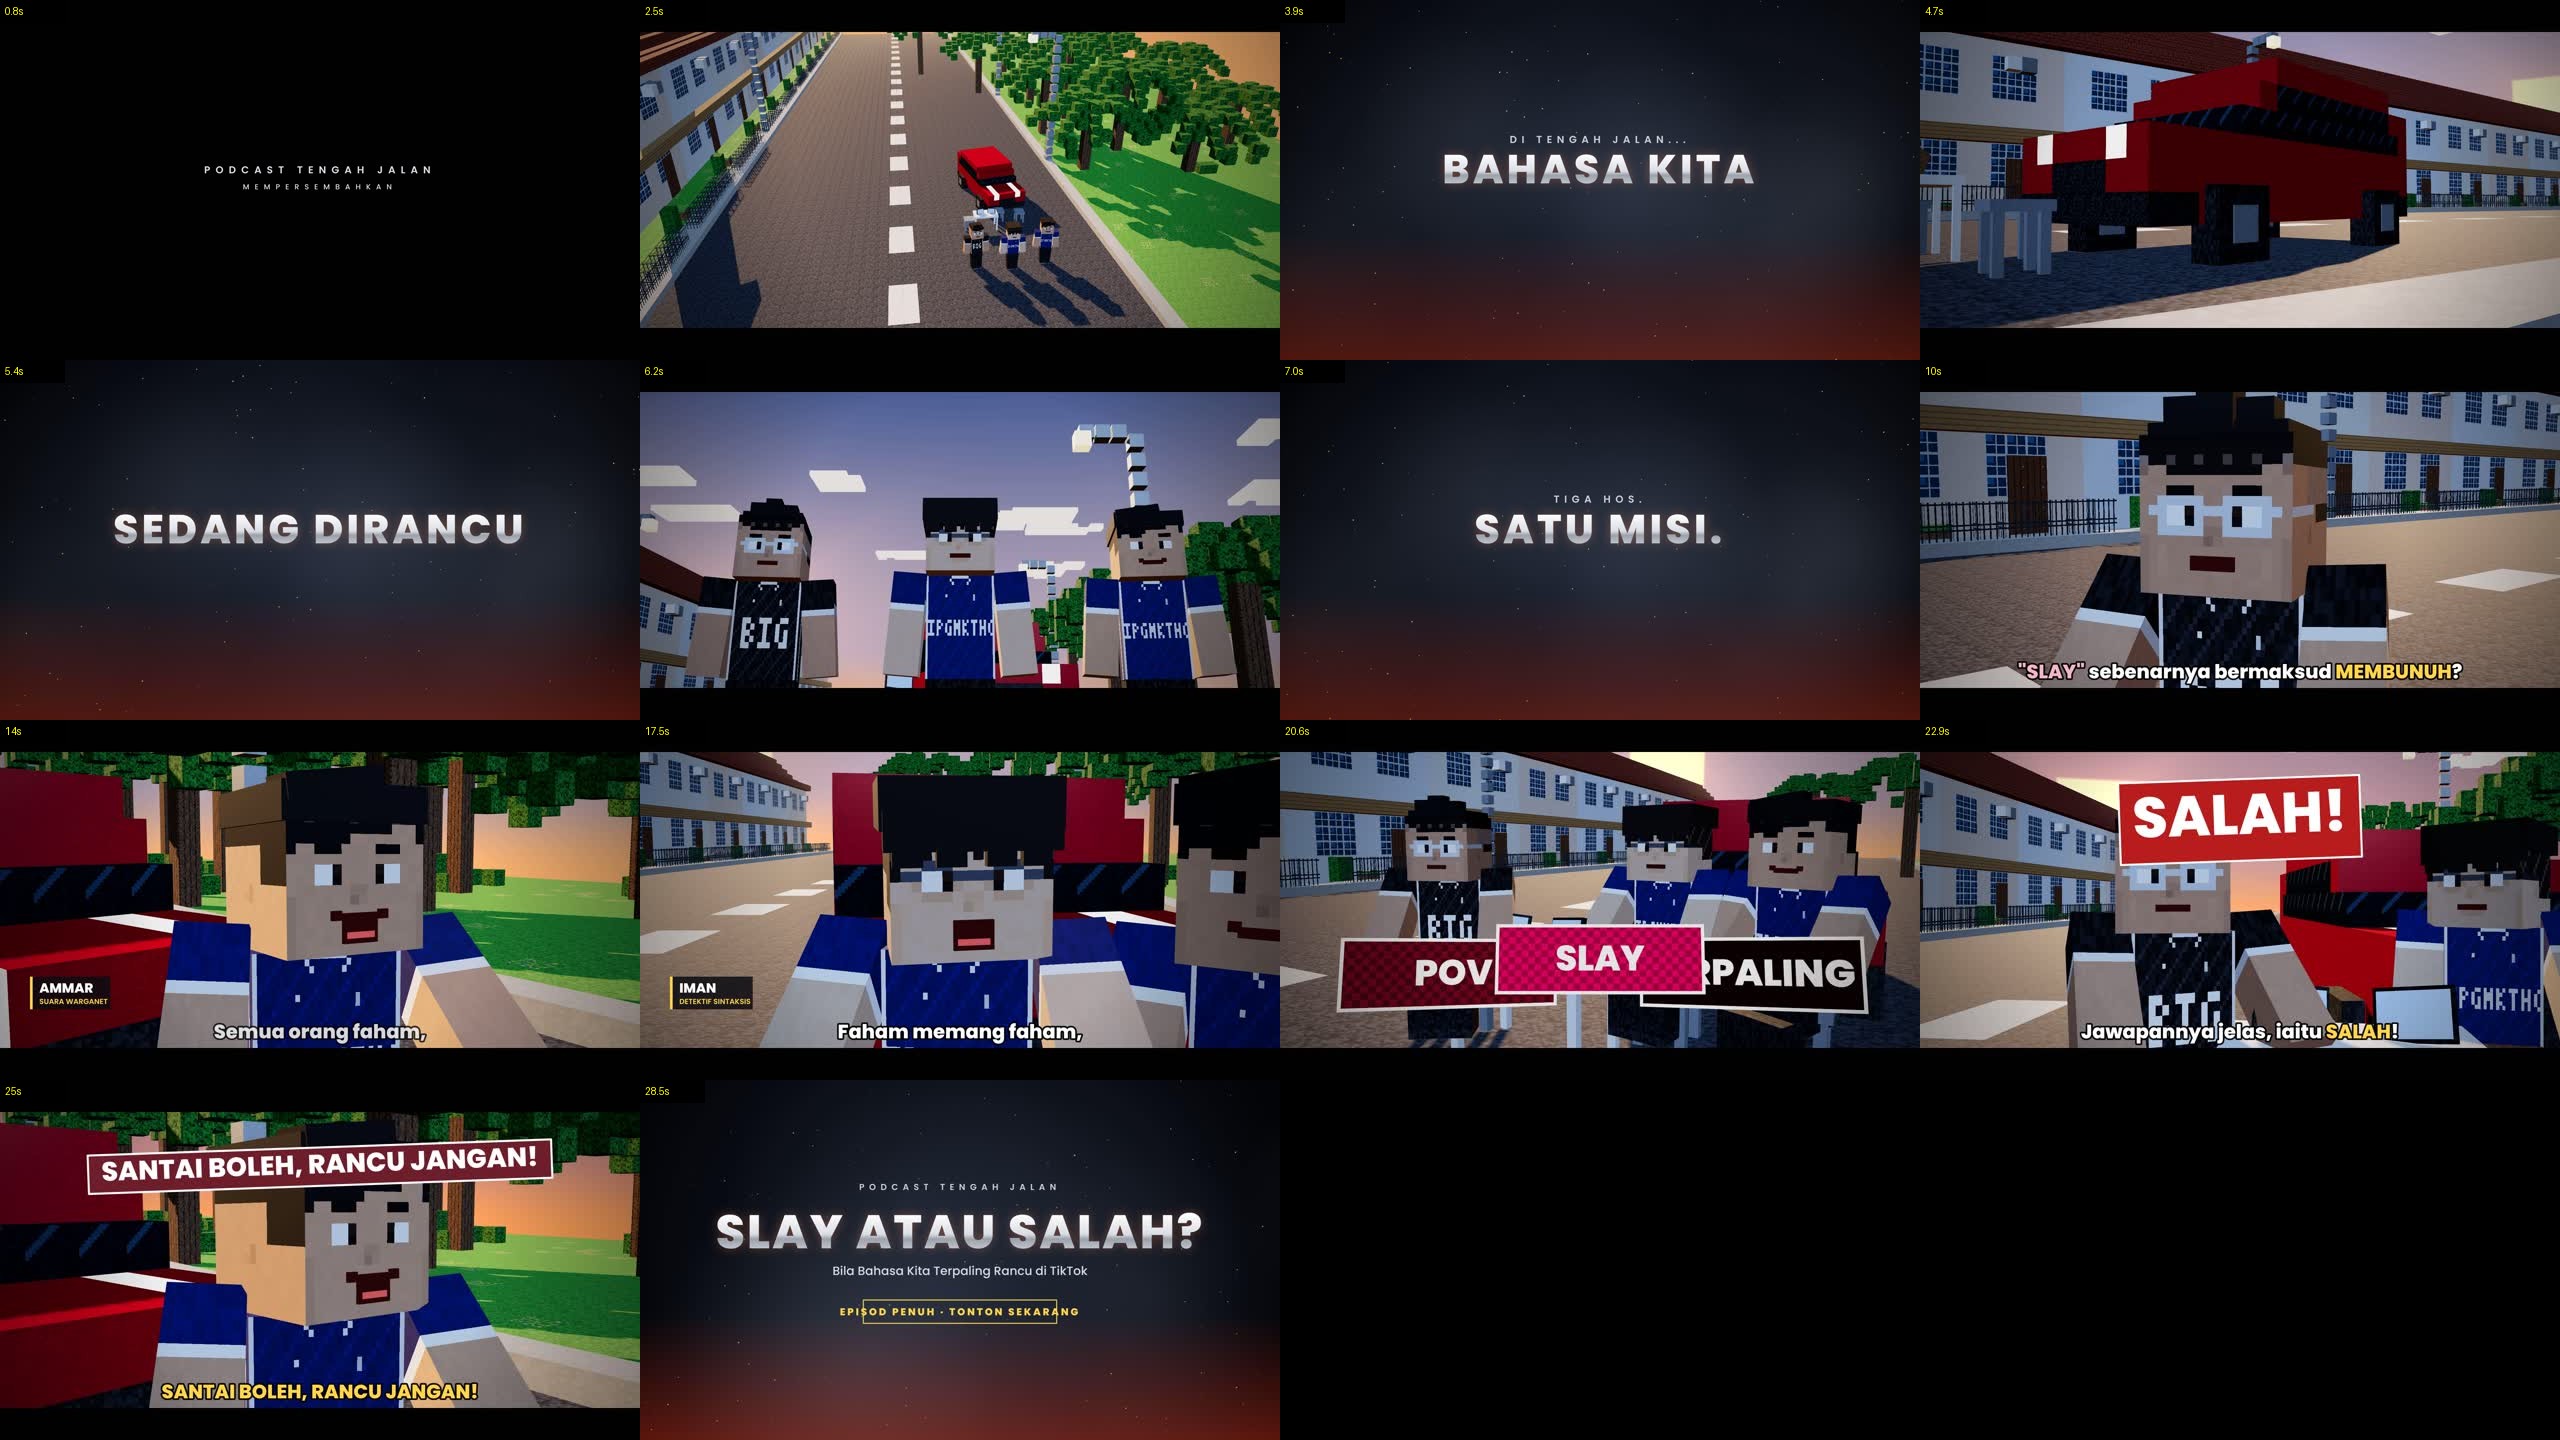 0.8s
PODCAST TENGAH JALAN
MEMPERSEMBAHKAN
2.5s
BIG
3.9s
DI TENGAH JALAN...
BAHASA KITA
4.7s
5.4s
SEDANG DIRANCU
6.2s
BIG
IPGMKTHO
IPGMKTHO
7.0s
TIGA HOS.
SATU MISI.
10s
"SLAY" sebenarnya bermaksud MEMBUNUH?
14s
AMMAR
SUARA WARGANET
Semua orang faham,
17.5s
IMAN
DETEKTIF SINTAKSIS
Faham memang faham,
20.6s
BIG
POV
SLAY
RPALING
22.9s
SALAH!
BIG
PGMKTHO
Jawapannya jelas, iaitu SALAH!
25s
SANTAI BOLEH, RANCU JANGAN!
SANTAI BOLEH, RANCU JANGAN!
28.5s
PODCAST TENGAH JALAN
SLAY ATAU SALAH?
Bila Bahasa Kita Terpaling Rancu di TikTok
EPISOD PENUH · TONTON SEKARANG